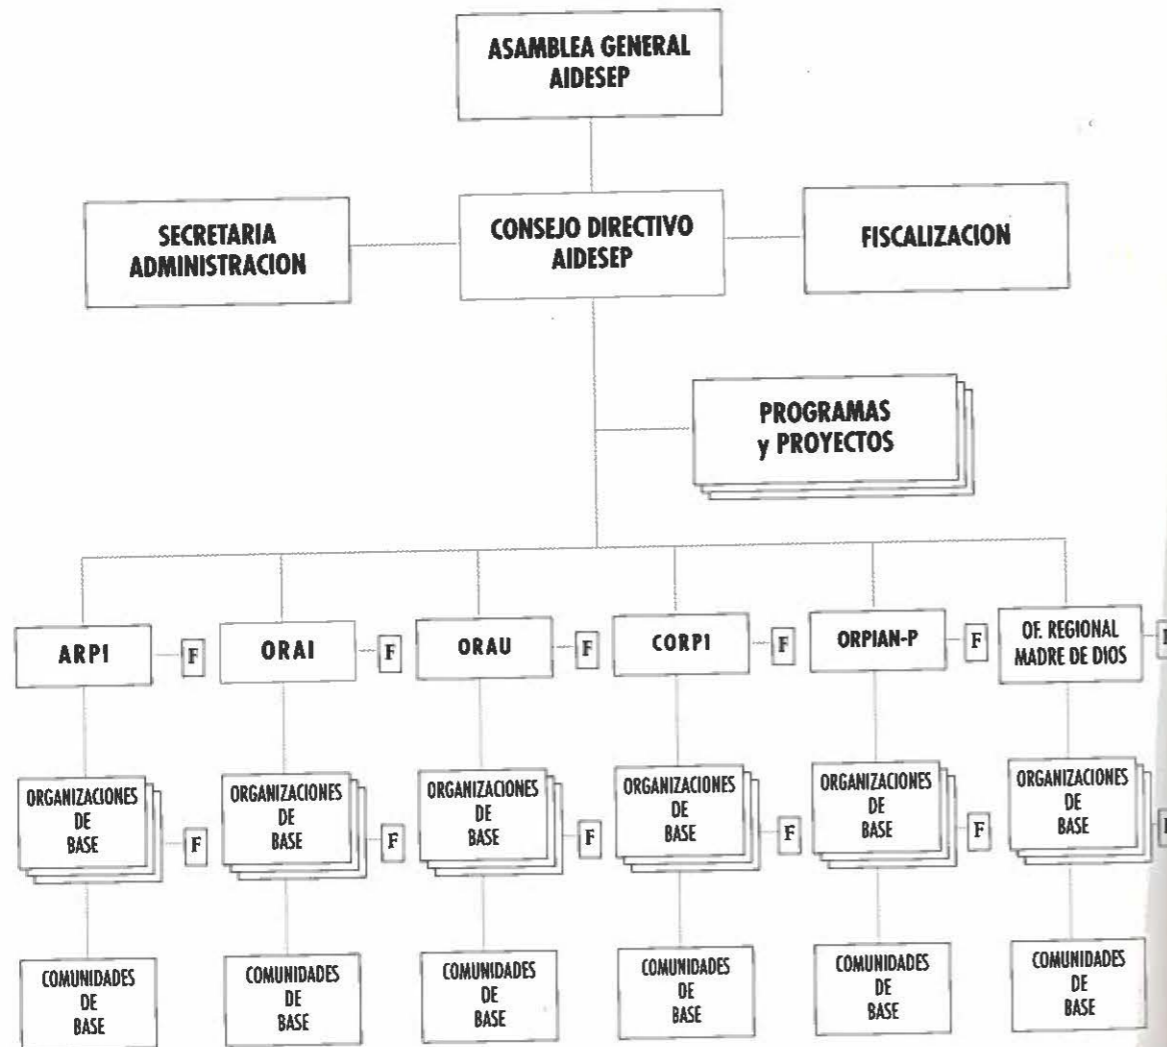 ASAMBLEA GENERAL
AIDESEP
SECRETARIA
ADMINISTRACION
CONSEJO DIRECTIVO
AIDESEP
FISCALIZACION
PROGRAMAS
y PROYECTOS
ARPI
F
ORAI
F
ORAU
F
CORPI
F
ORPIAN-P
F
OF. REGIONAL
MADRE DE DIOS
F
ORGANIZACIONES
DE
BASE
F
ORGANIZACIONES
DE
BASE
F
ORGANIZACIONES
DE
BASE
F
ORGANIZACIONES
DE
BASE
F
ORGANIZACIONES
DE
BASE
F
ORGANIZACIONES
DE
BASE
F
COMUNIDADES
DE
BASE
COMUNIDADES
DE
BASE
COMUNIDADES
DE
BASE
COMUNIDADES
DE
BASE
COMUNIDADES
DE
BASE
COMUNIDADES
DE
BASE